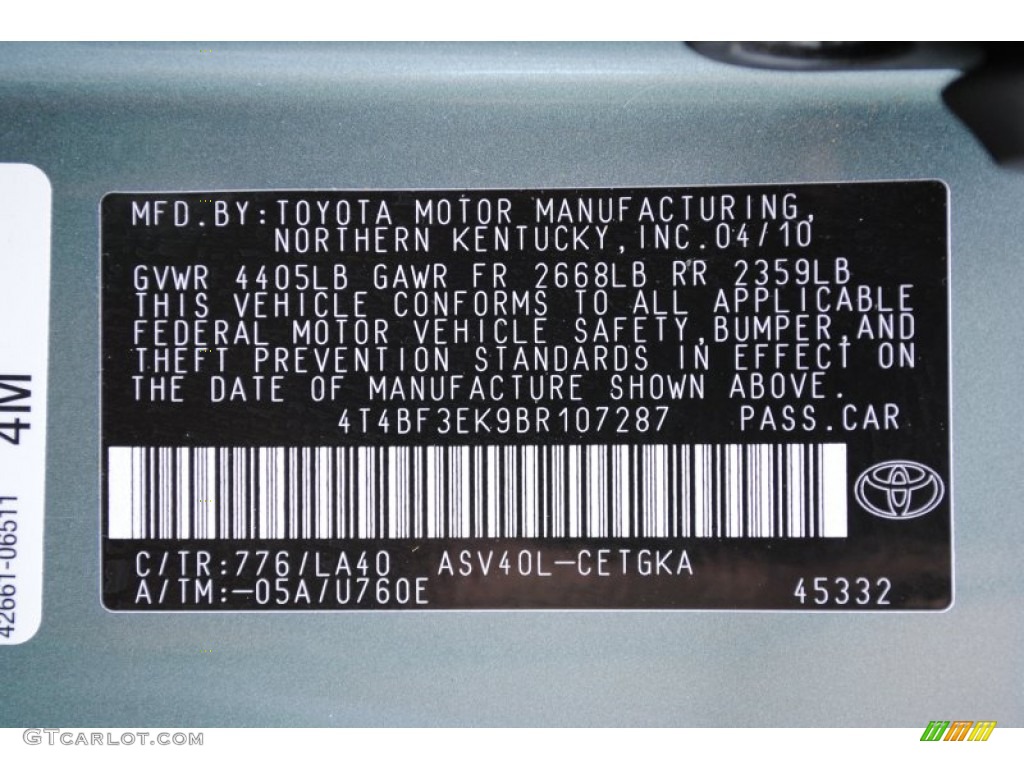 MFD.BY:TOYOTA MOTOR MANUFACTURING,
NORTHERN KENTUCKY,INC.04/10
GVWR 4405LB GAWR FR 2668LB RR 2359LB
THIS VEHICLE CONFORMS TO ALL APPLICABLE
FEDERAL MOTOR VEHICLE SAFETY,BUMPER,AND
THEFT PREVENTION STANDARDS IN EFFECT ON
THE DATE OF MANUFACTURE SHOWN ABOVE.
4T4BF3EK9BR107287 PASS.CAR
C/TR:776/LA40 ASV40L-CETGKA
A/TM:-05A/U760E 45332
4M
42661-06511
GTCarLot.com